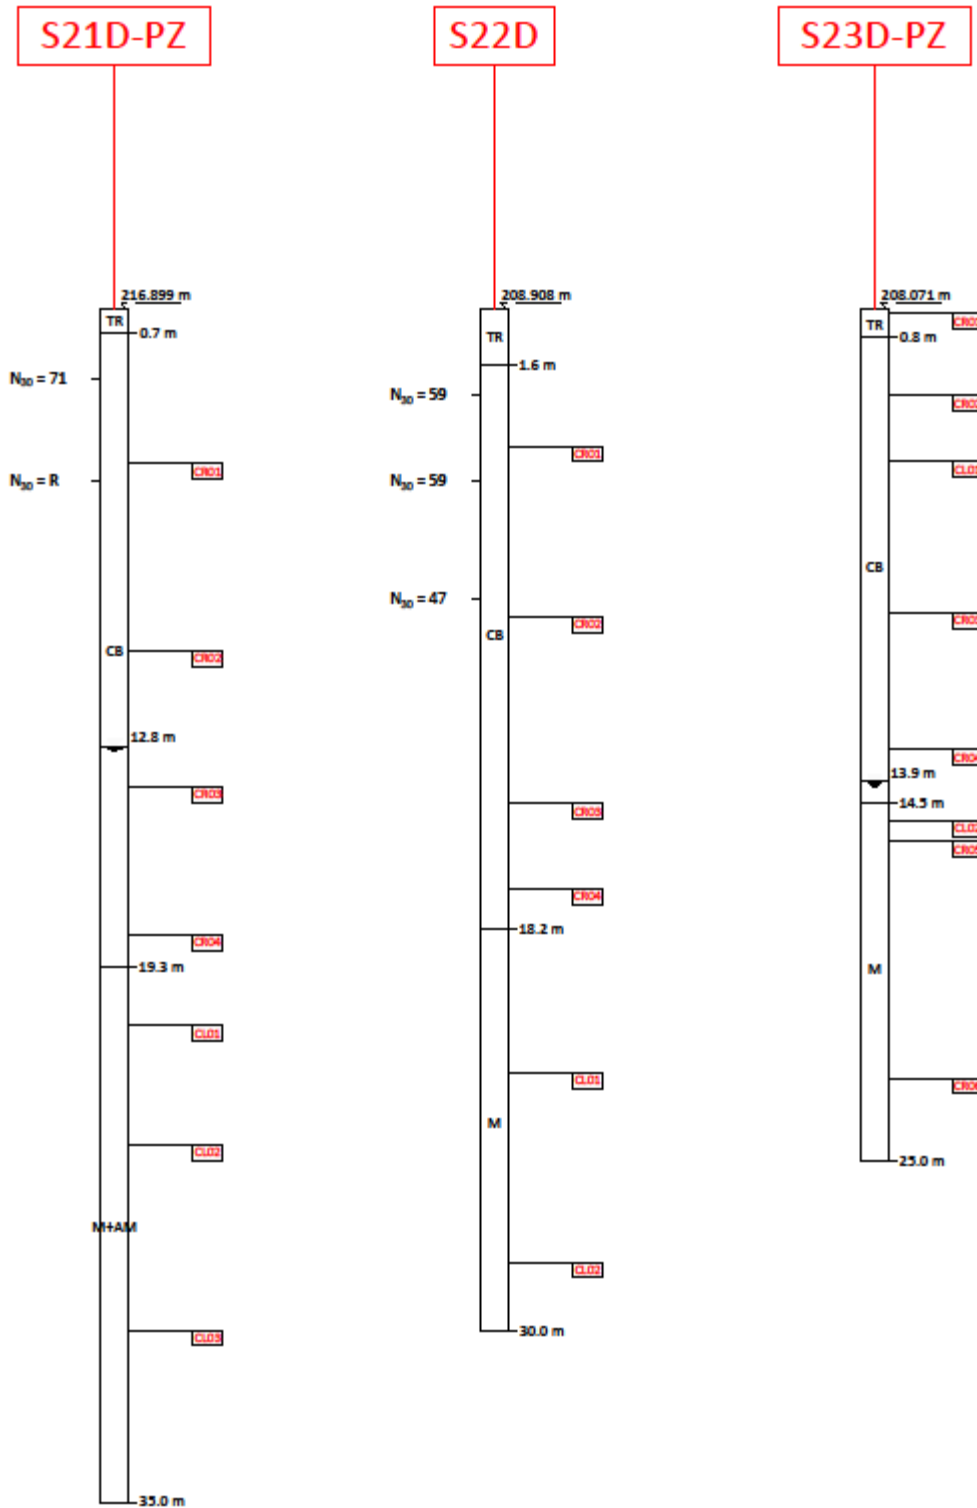 S21D-PZ
216.899 m
TR
0.7 m
N30 = 71
CR01
N30 = R
CB
CR02
12.8 m
CR03
CR04
19.3 m
CL01
CL02
M+AM
CL03
35.0 m
S22D
208.908 m
TR
1.6 m
N30 = 59
CR01
N30 = 59
N30 = 47
CR02
CB
CR03
CR04
18.2 m
CL01
M
CL02
30.0 m
S23D-PZ
208.071 m
TR
0.8 m
CL01
CB
13.9 m
14.5 m
M
25.0 m